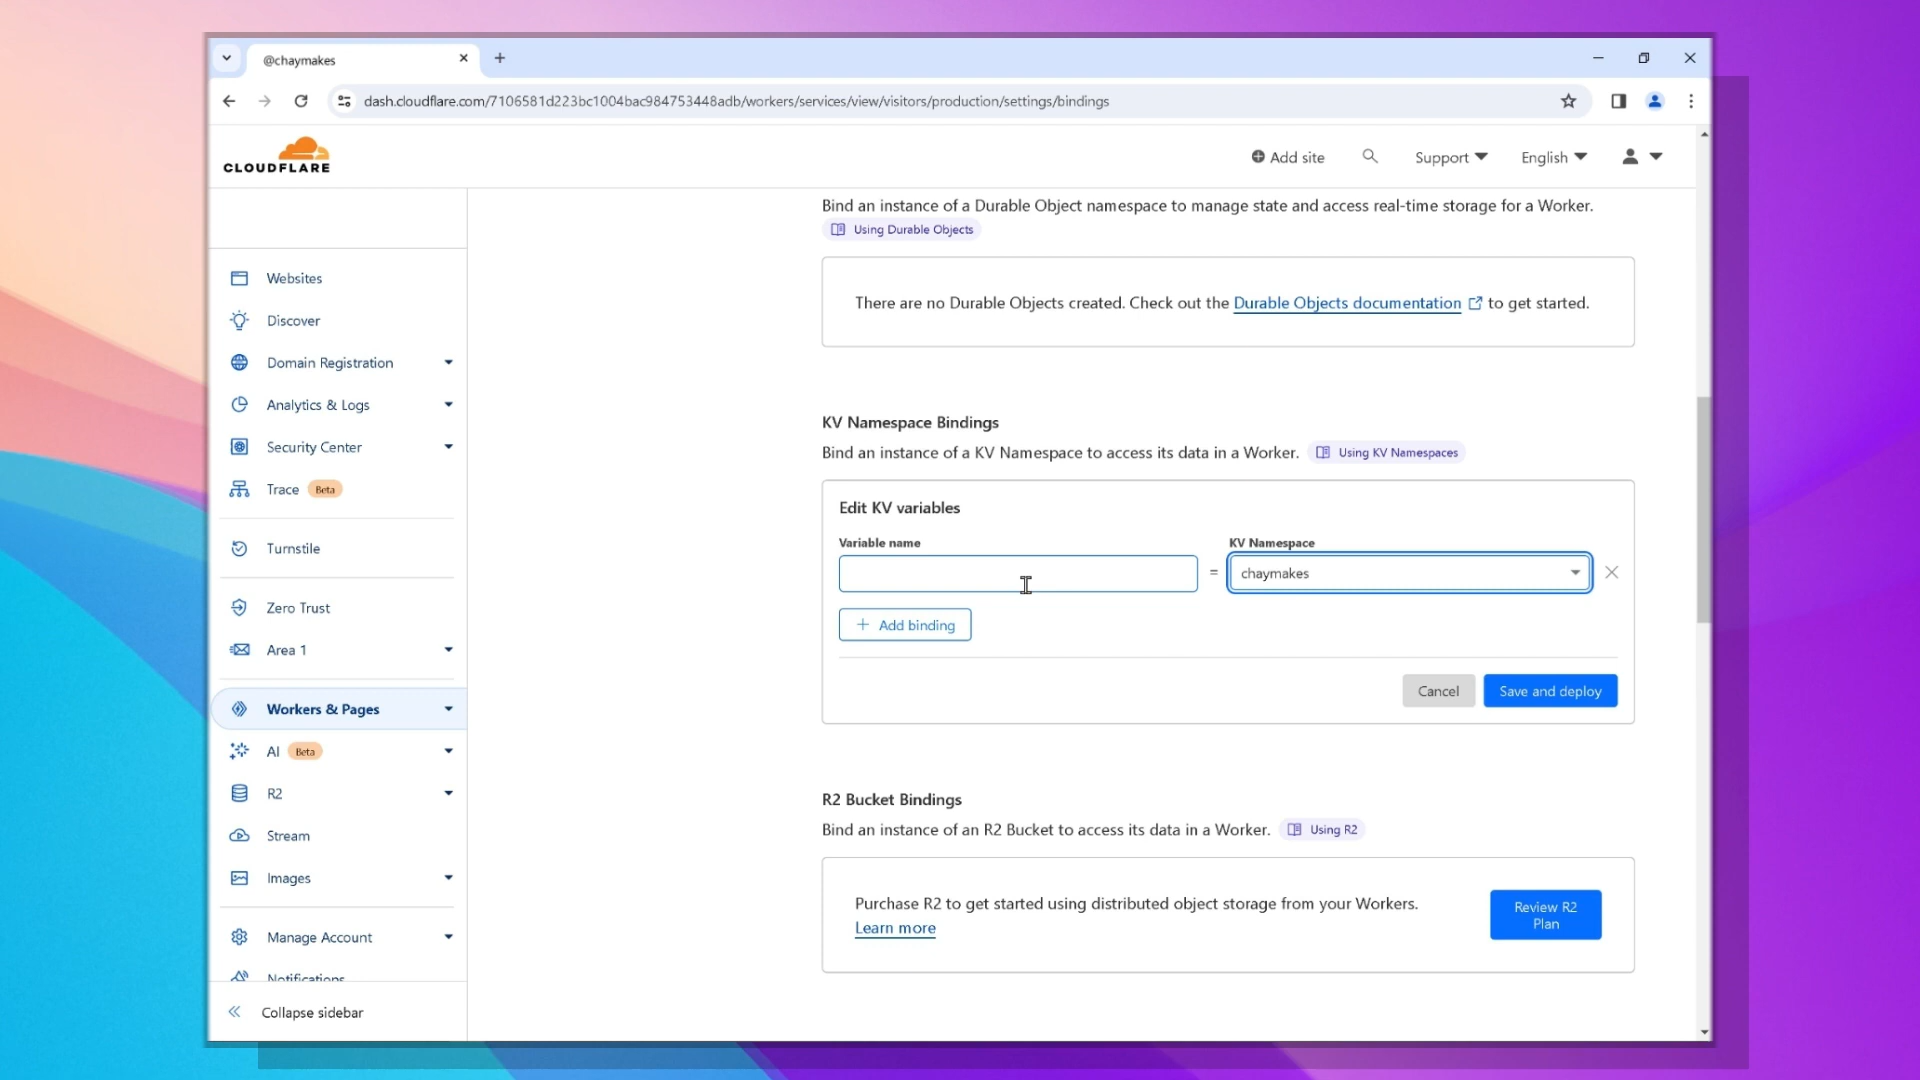 @chaymakes
dash.cloudflare.com/7106581d223bc1004bac984753448adb/workers/services/view/visitors/production/settings/bindings
CLOUDFLARE
Add site
Support
English
Websites
Discover
Domain Registration
Analytics & Logs
Security Center
Trace Beta
Turnstile
Zero Trust
Area 1
Workers & Pages
AI Beta
R2
Stream
Images
Manage Account
Notifications
Collapse sidebar
Bind an instance of a Durable Object namespace to manage state and access real-time storage for a Worker.
Using Durable Objects
There are no Durable Objects created. Check out the Durable Objects documentation to get started.
KV Namespace Bindings
Bind an instance of a KV Namespace to access its data in a Worker. Using KV Namespaces
Edit KV variables
Variable name KV Namespace
= chaymakes
+ Add binding
Cancel Save and deploy
R2 Bucket Bindings
Bind an instance of an R2 Bucket to access its data in a Worker. Using R2
Purchase R2 to get started using distributed object storage from your Workers.
Learn more
Review R2
Plan